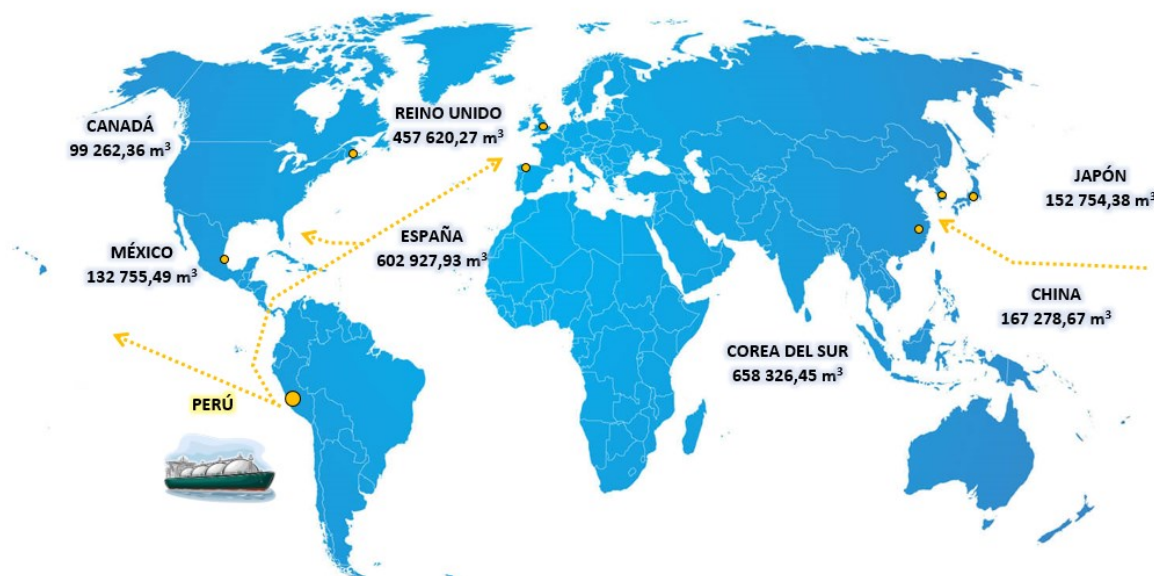 CANADÁ
99 262,36 m³
REINO UNIDO
457 620,27 m³
JAPÓN
152 754,38 m³
MÉXICO
132 755,49 m³
ESPAÑA
602 927,93 m³
CHINA
167 278,67 m³
COREA DEL SUR
658 326,45 m³
PERÚ